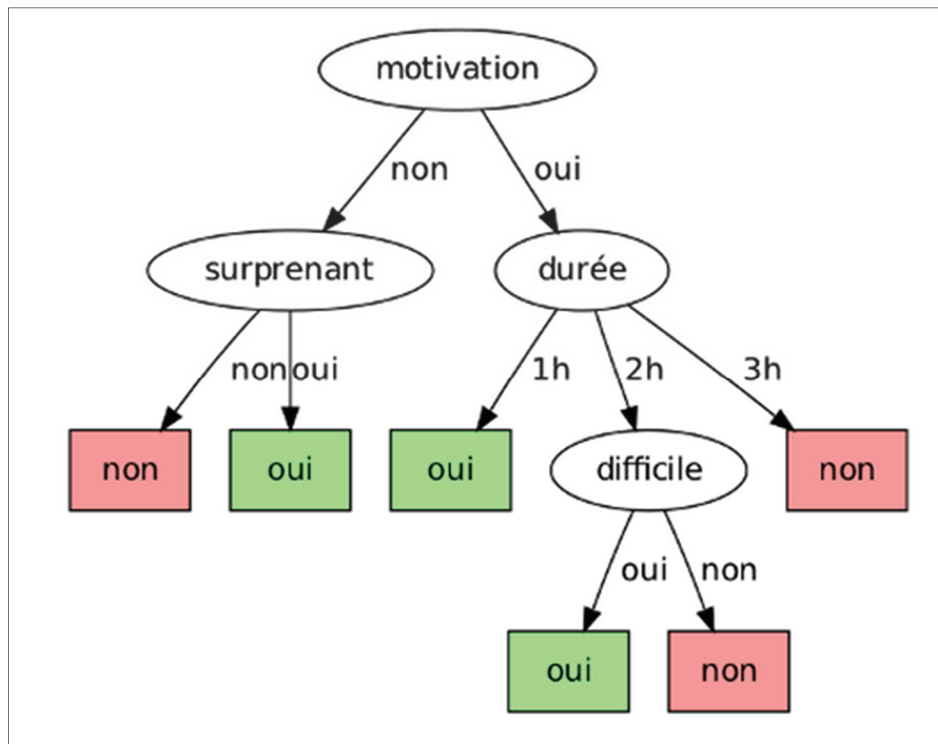 motivation
non oui
surprenant durée
non oui 1h 2h 3h
non oui oui difficile non
oui non
oui non